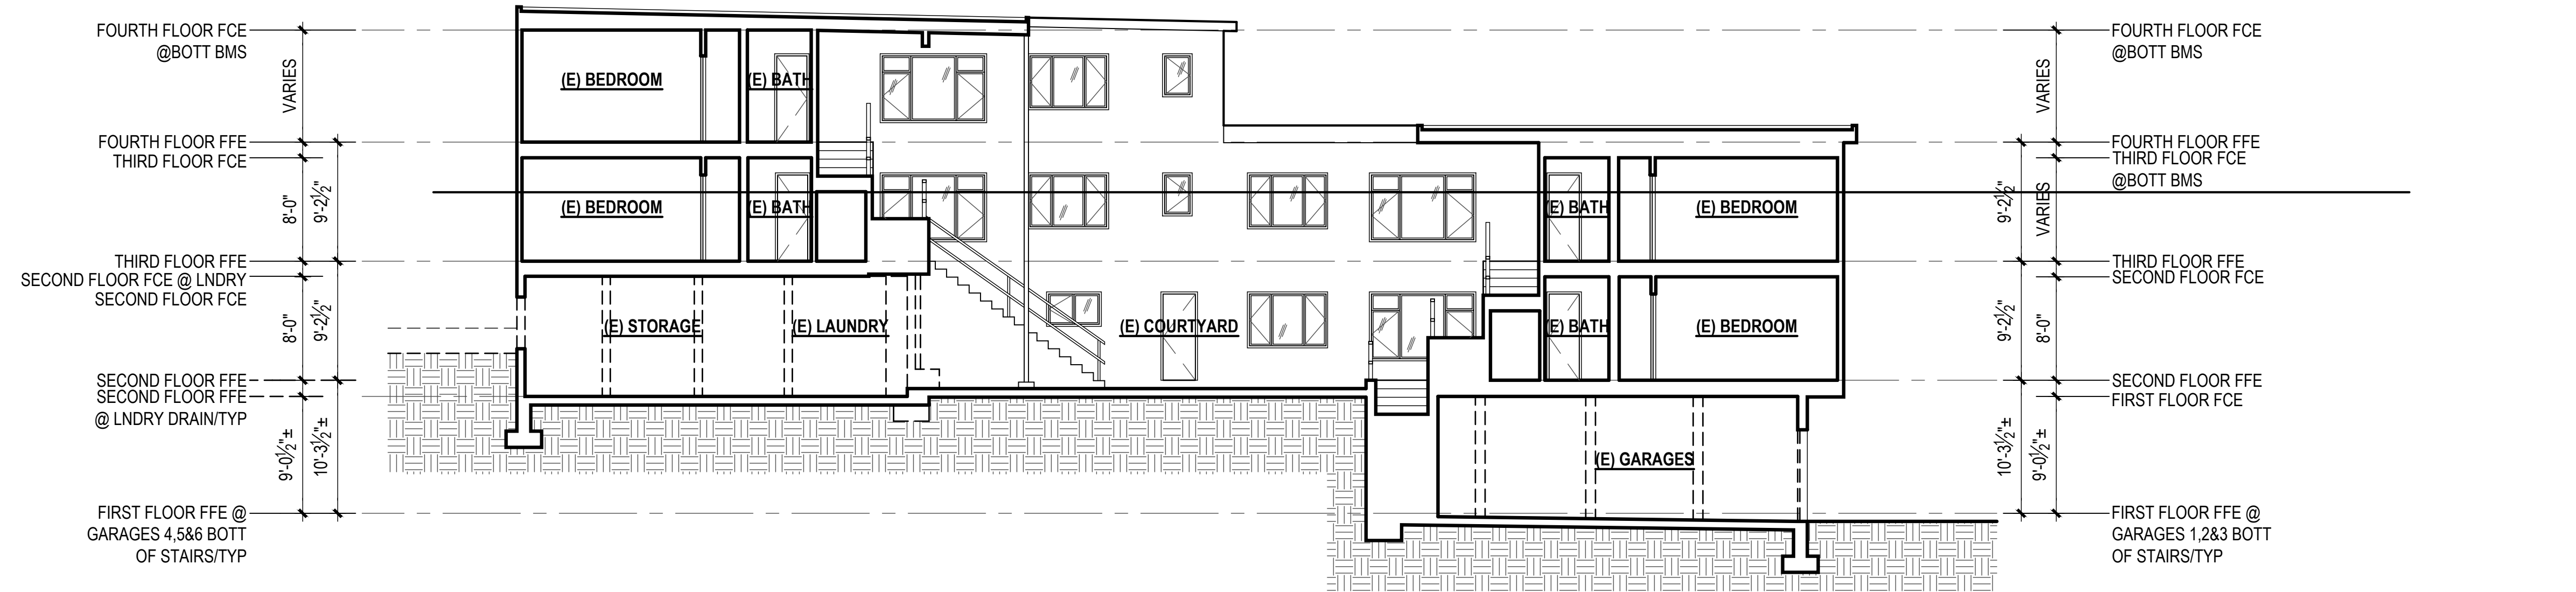 FOURTH FLOOR FCE
@BOTT BMS
VARIES
FOURTH FLOOR FFE
THIRD FLOOR FCE
8'-0"
9'-2½"
THIRD FLOOR FFE
SECOND FLOOR FCE @ LNDRY
SECOND FLOOR FCE
8'-0"
9'-2½"
SECOND FLOOR FFE
SECOND FLOOR FFE
@ LNDRY DRAIN/TYP
9'-0½"±
10'-3½"±
FIRST FLOOR FFE @
GARAGES 4,5&6 BOTT
OF STAIRS/TYP
(E) BEDROOM
(E) BATH
(E) BEDROOM
(E) BATH
(E) BATH
(E) BEDROOM
(E) STORAGE
(E) LAUNDRY
(E) COURTYARD
(E) BATH
(E) BEDROOM
(E) GARAGES
FOURTH FLOOR FCE
@BOTT BMS
VARIES
FOURTH FLOOR FFE
THIRD FLOOR FCE
@BOTT BMS
9'-2½"
VARIES
THIRD FLOOR FFE
SECOND FLOOR FCE
9'-2½"
8'-0"
SECOND FLOOR FFE
FIRST FLOOR FCE
10'-3½"±
9'-0½"±
FIRST FLOOR FFE @
GARAGES 1,2&3 BOTT
OF STAIRS/TYP